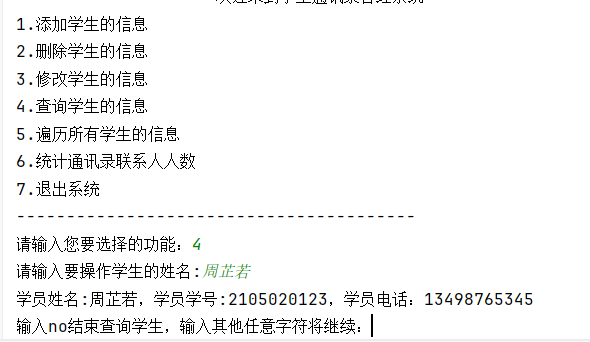 1.添加学生的信息
2.删除学生的信息
3.修改学生的信息
4.查询学生的信息
5.遍历所有学生的信息
6.统计通讯录联系人人数
7.退出系统
----------------------------------------
请输入您要选择的功能：4
请输入要操作学生的姓名:周芷若
学员姓名:周芷若，学员学号:2105020123，学员电话：13498765345
输入no结束查询学生，输入其他任意字符将继续：